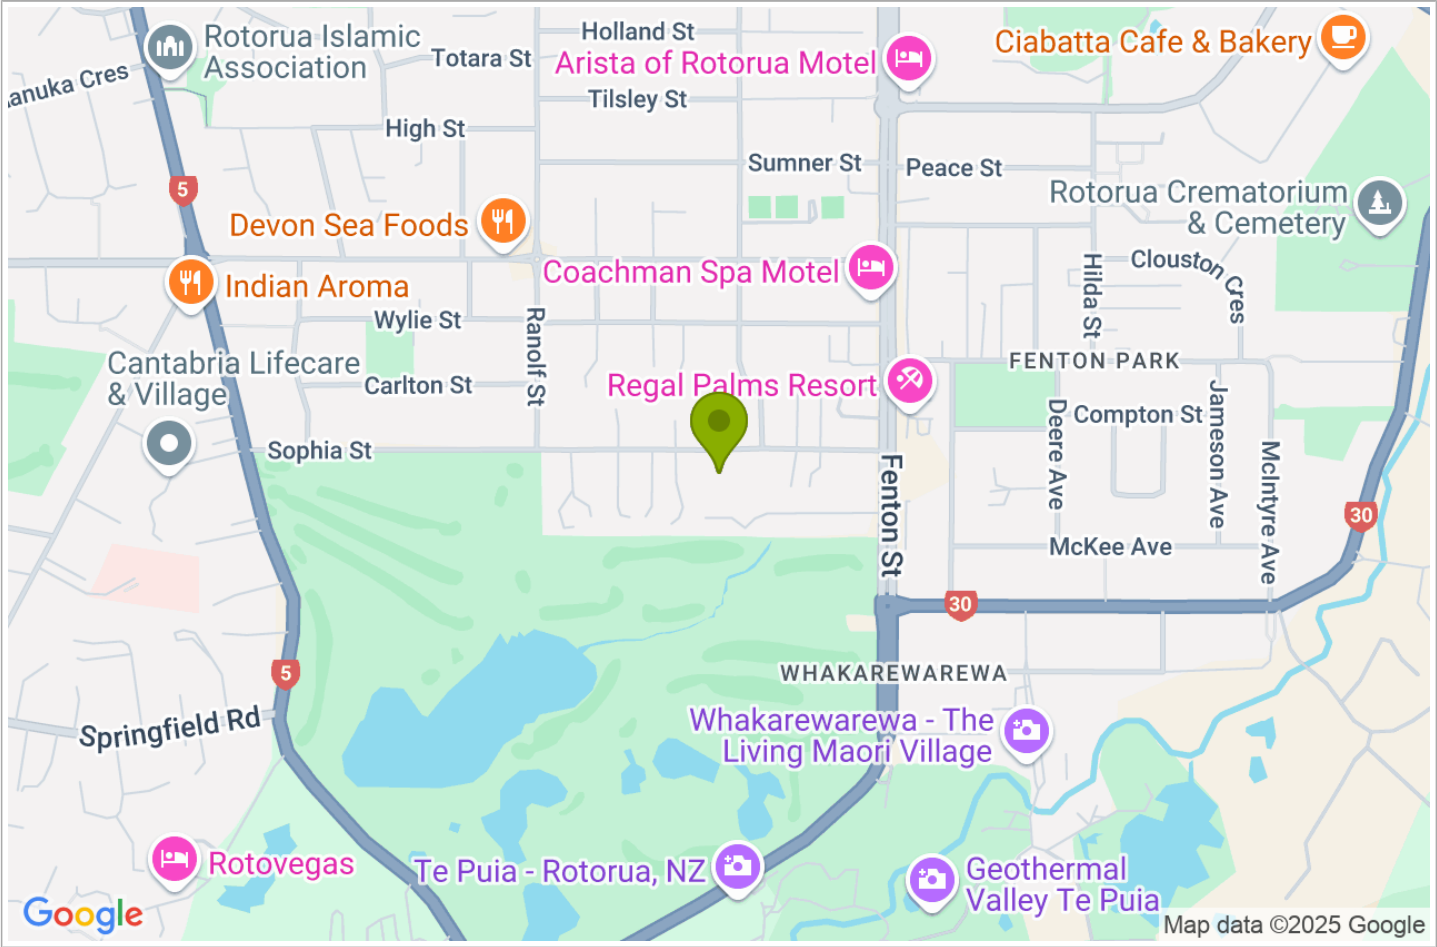 Rotorua Islamic
Association
Holland St
Totara St
Arista of Rotorua Motel
Ciabatta Cafe & Bakery
anuka Cres
Tilsley St
High St
Sumner St
Peace St
5
Rotorua Crematorium
& Cemetery
Devon Sea Foods
Coachman Spa Motel
Clouston Cres
Indian Aroma
Hilda St
Wylie St
Ranolf St
Cantabria Lifecare
& Village
Carlton St
Regal Palms Resort
FENTON PARK
Jameson Ave
Compton St
Deere Ave
Sophia St
Fenton St
McIntyre Ave
30
McKee Ave
30
5
WHAKAREWAREWA
Springfield Rd
Whakarewarewa - The
Living Maori Village
Rotovegas
Te Puia - Rotorua, NZ
Geothermal
Valley Te Puia
Google
Map data ©2025 Google